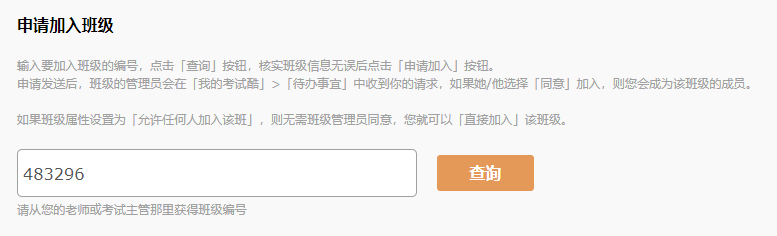 申请加入班级
输入要加入班级的编号，点击「查询」按钮，核实班级信息无误后点击「申请加入」按钮。
申请发送后，班级的管理员会在「我的考试酷」>「待办事宜」中收到你的请求，如果她/他选择「同意」加入，则您会成为该班级的成员。
如果班级属性设置为「允许任何人加入该班」，则无需班级管理员同意，您就可以「直接加入」该班级。
483296
查询
请从您的老师或考试主管那里获得班级编号